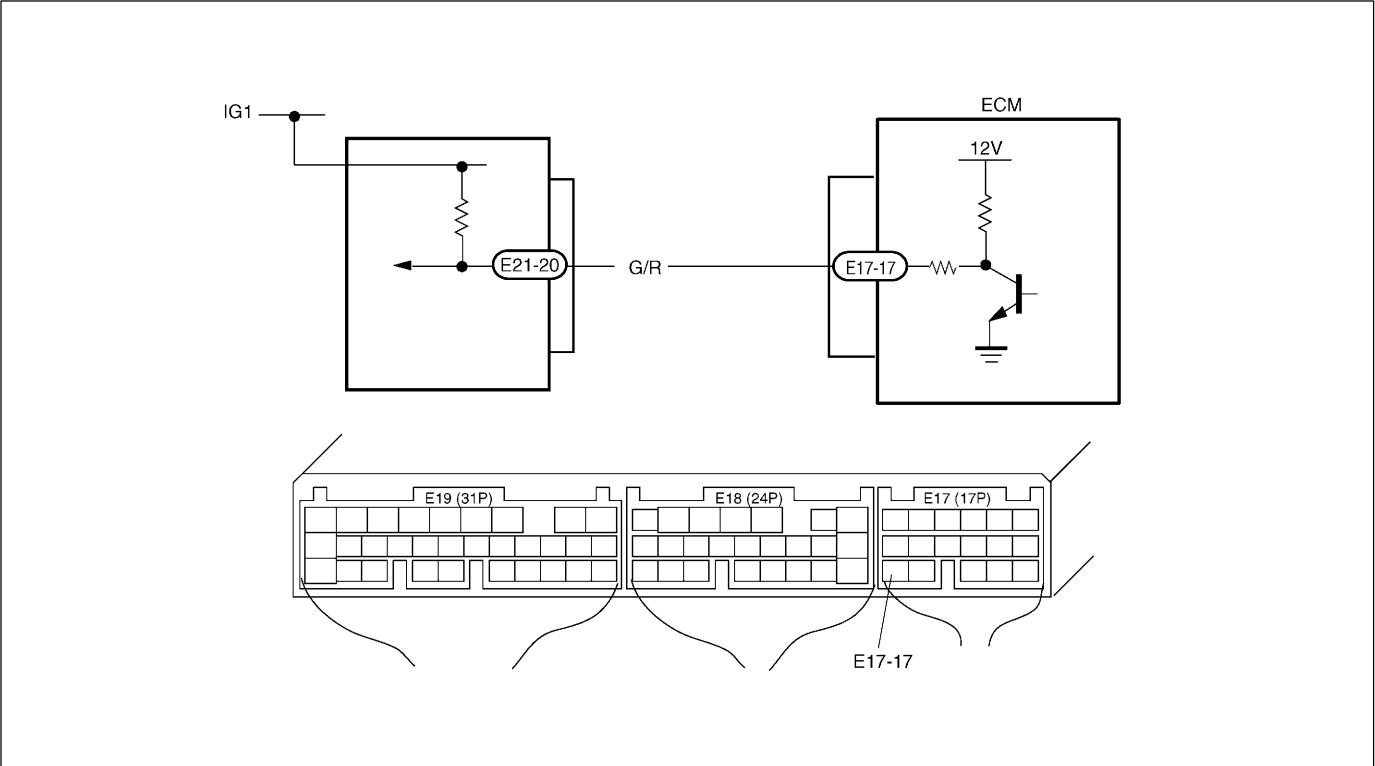 IG1
ECM
12V
E21-20
G/R
E17-17
E19 (31P)
E18 (24P)
E17 (17P)
E17-17